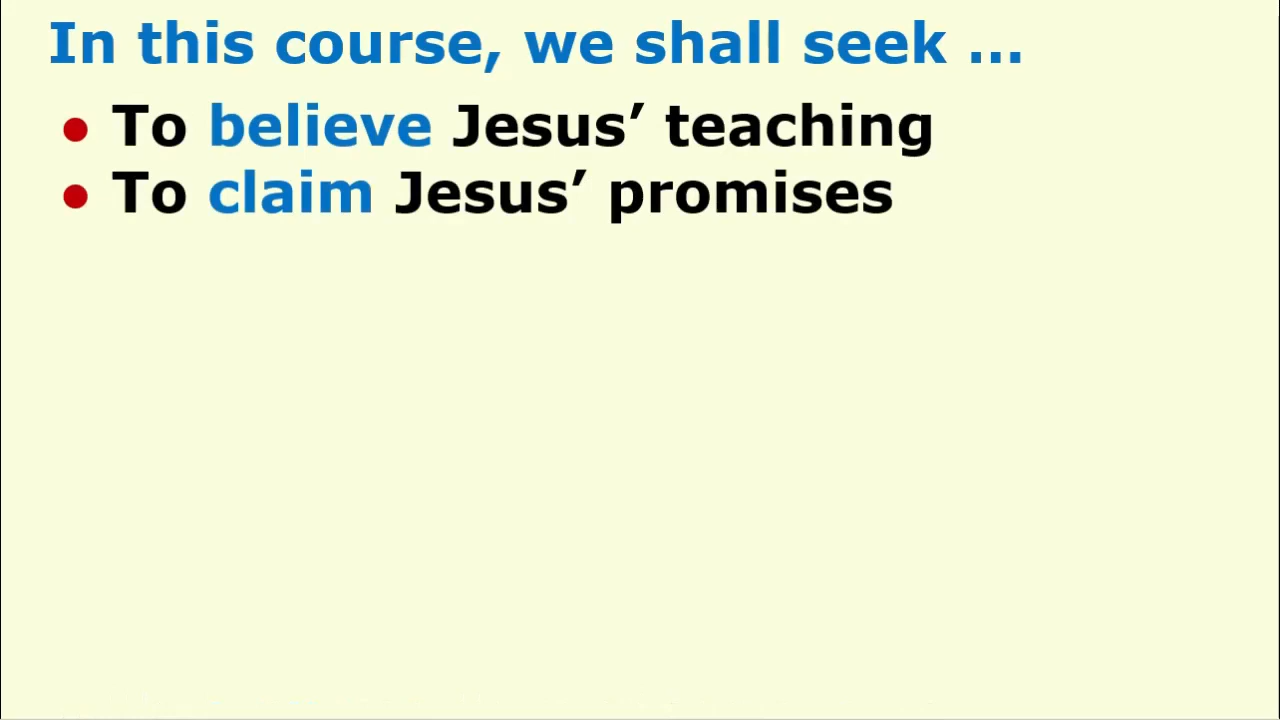 In this course, we shall seek …
● To believe Jesus’ teaching
● To claim Jesus’ promises